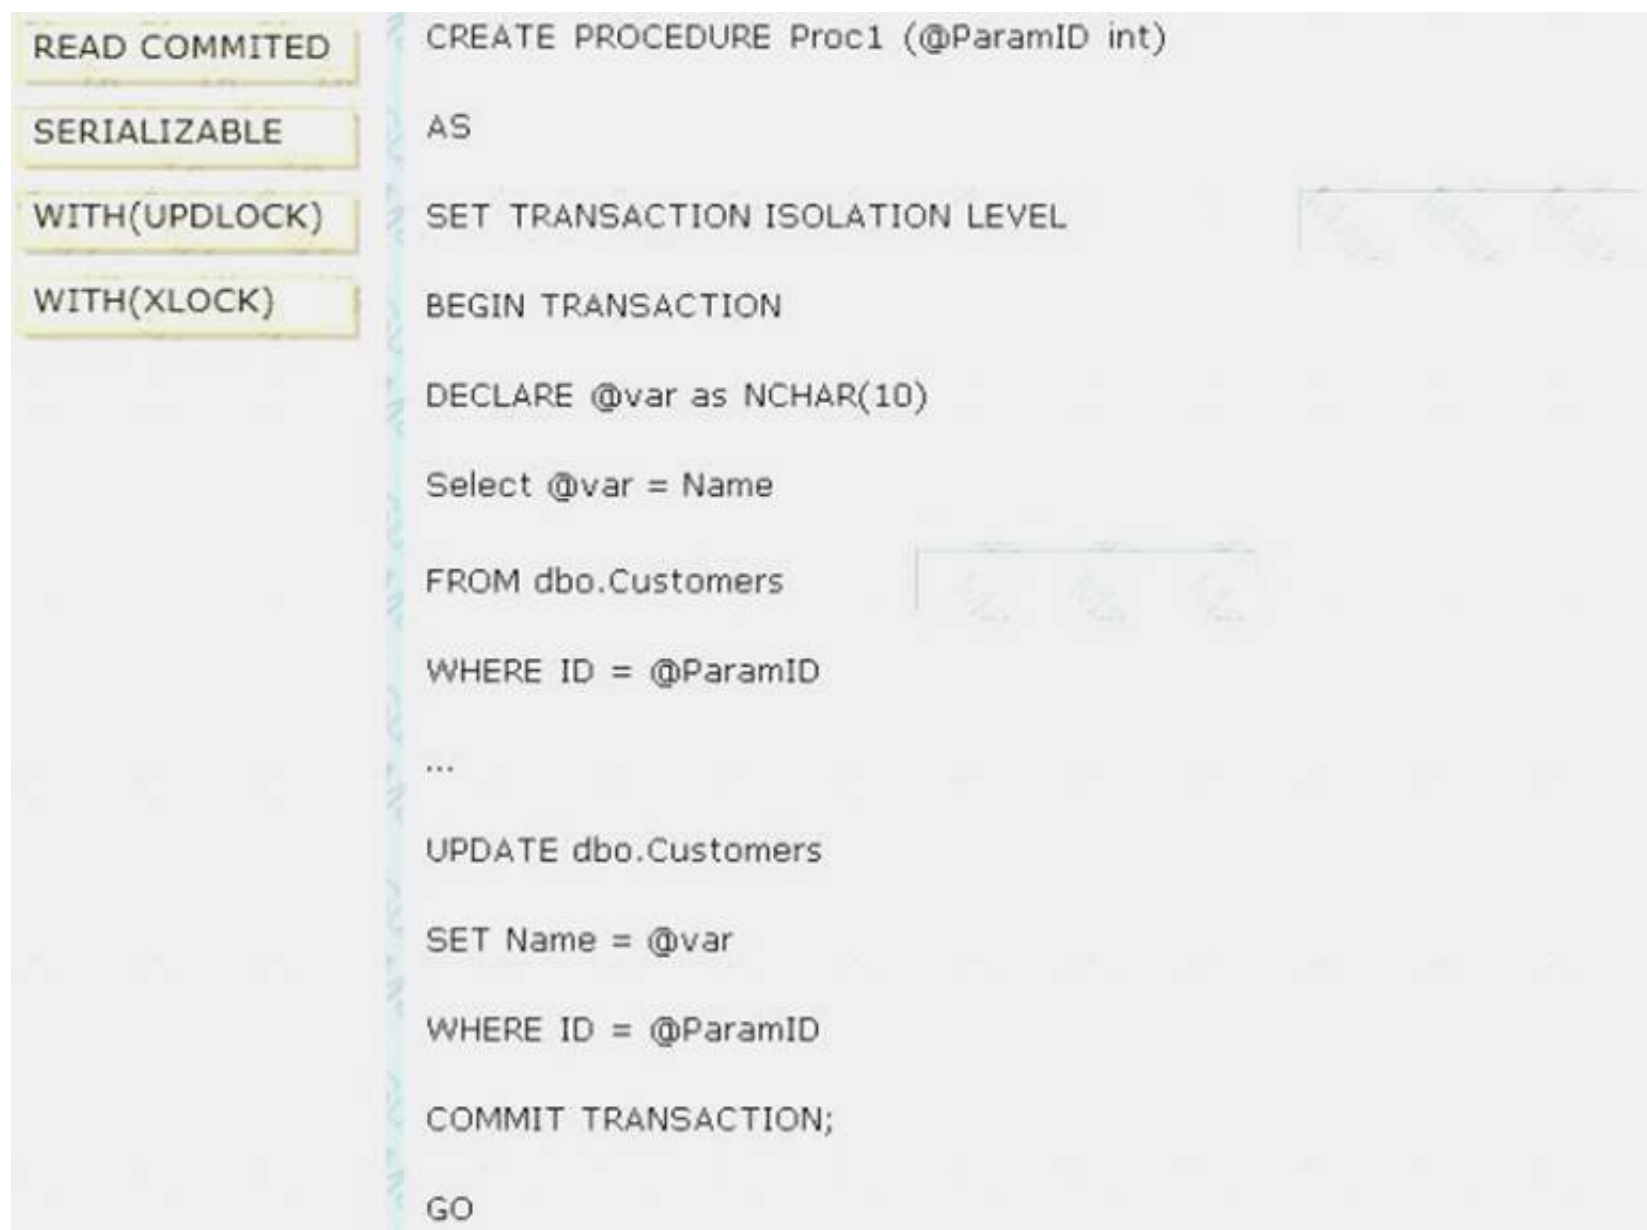 READ COMMITED
SERIALIZABLE
WITH(UPDLOCK)
WITH(XLOCK)
CREATE PROCEDURE Proc1 (@ParamID int)
AS
SET TRANSACTION ISOLATION LEVEL
BEGIN TRANSACTION
DECLARE @var as NCHAR(10)
Select @var = Name
FROM dbo.Customers
WHERE ID = @ParamID
...
UPDATE dbo.Customers
SET Name = @var
WHERE ID = @ParamID
COMMIT TRANSACTION;
GO